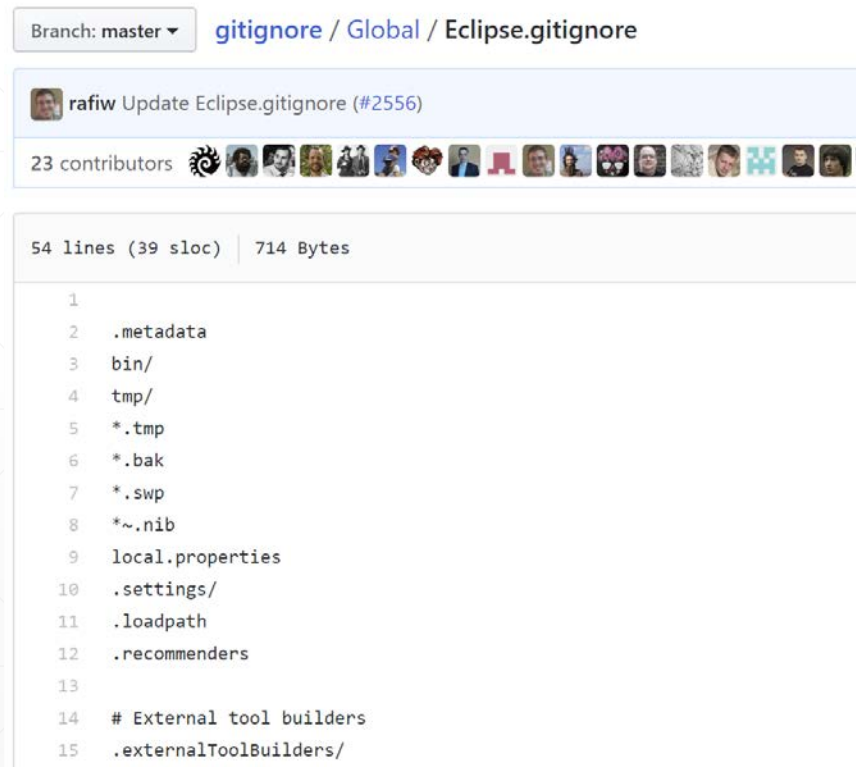 Branch: master gitignore / Global / Eclipse.gitignore
rafiw Update Eclipse.gitignore (#2556)
23 contributors
54 lines (39 sloc) 714 Bytes
1
2 .metadata
3 bin/
4 tmp/
5 *.tmp
6 *.bak
7 *.swp
8 *~.nib
9 local.properties
10 .settings/
11 .loadpath
12 .recommenders
13
14 # External tool builders
15 .externalToolBuilders/